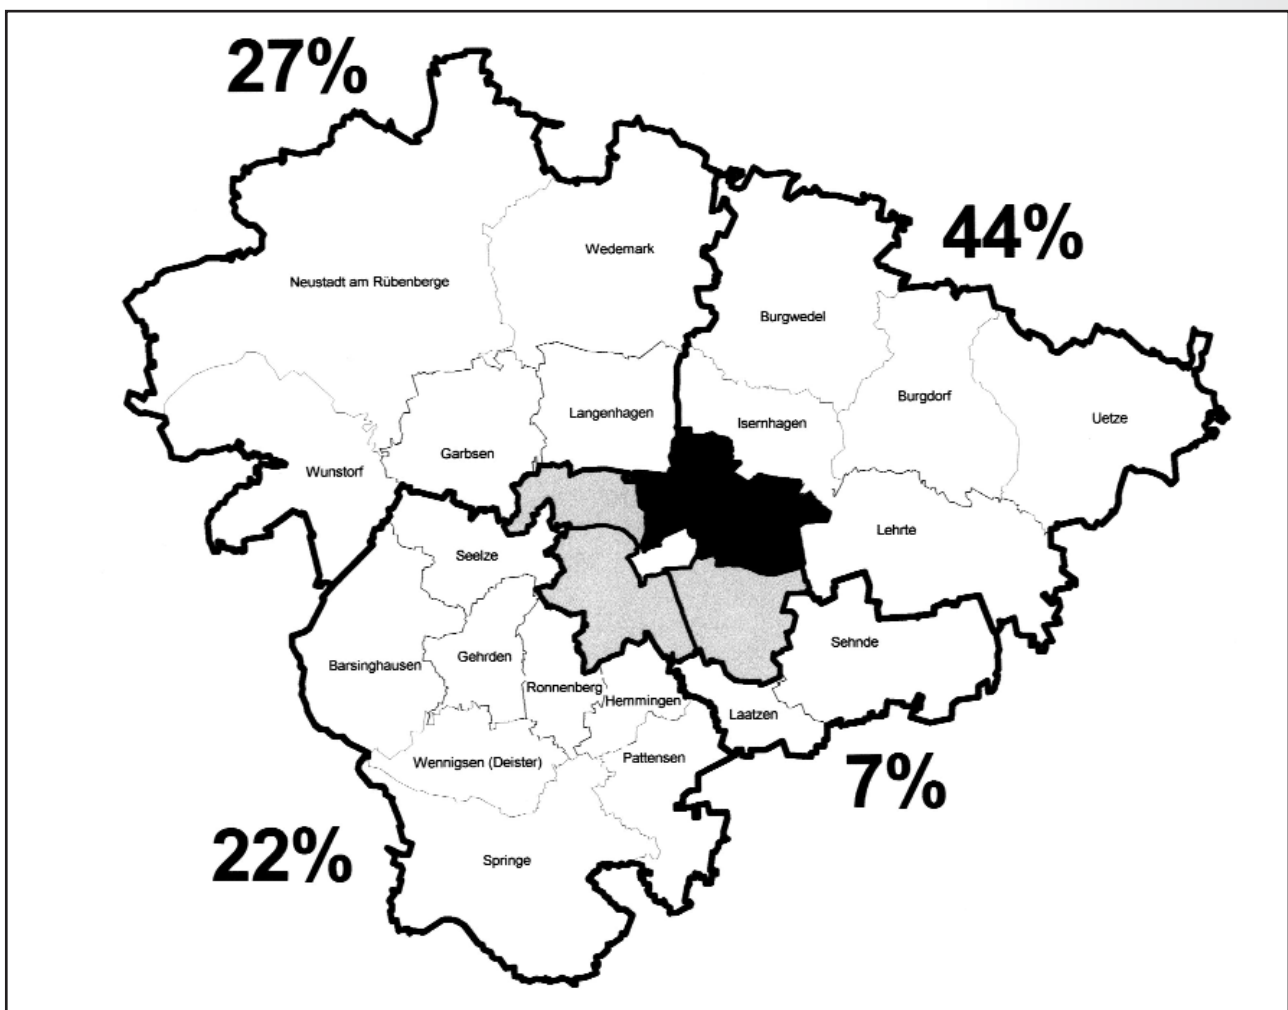 27%
44%
Wedemark
Neustadt am Rübenberge
Burgwedel
Burgdorf
Langenhagen
Isernhagen
Uetze
Garbsen
Wunstorf
Lehrte
Seelze
Sehnde
Gehrden
Barsinghausen
Ronnenberg
Hemmingen
Laatzen
Pattensen
Wennigsen (Deister)
7%
22%
Springe